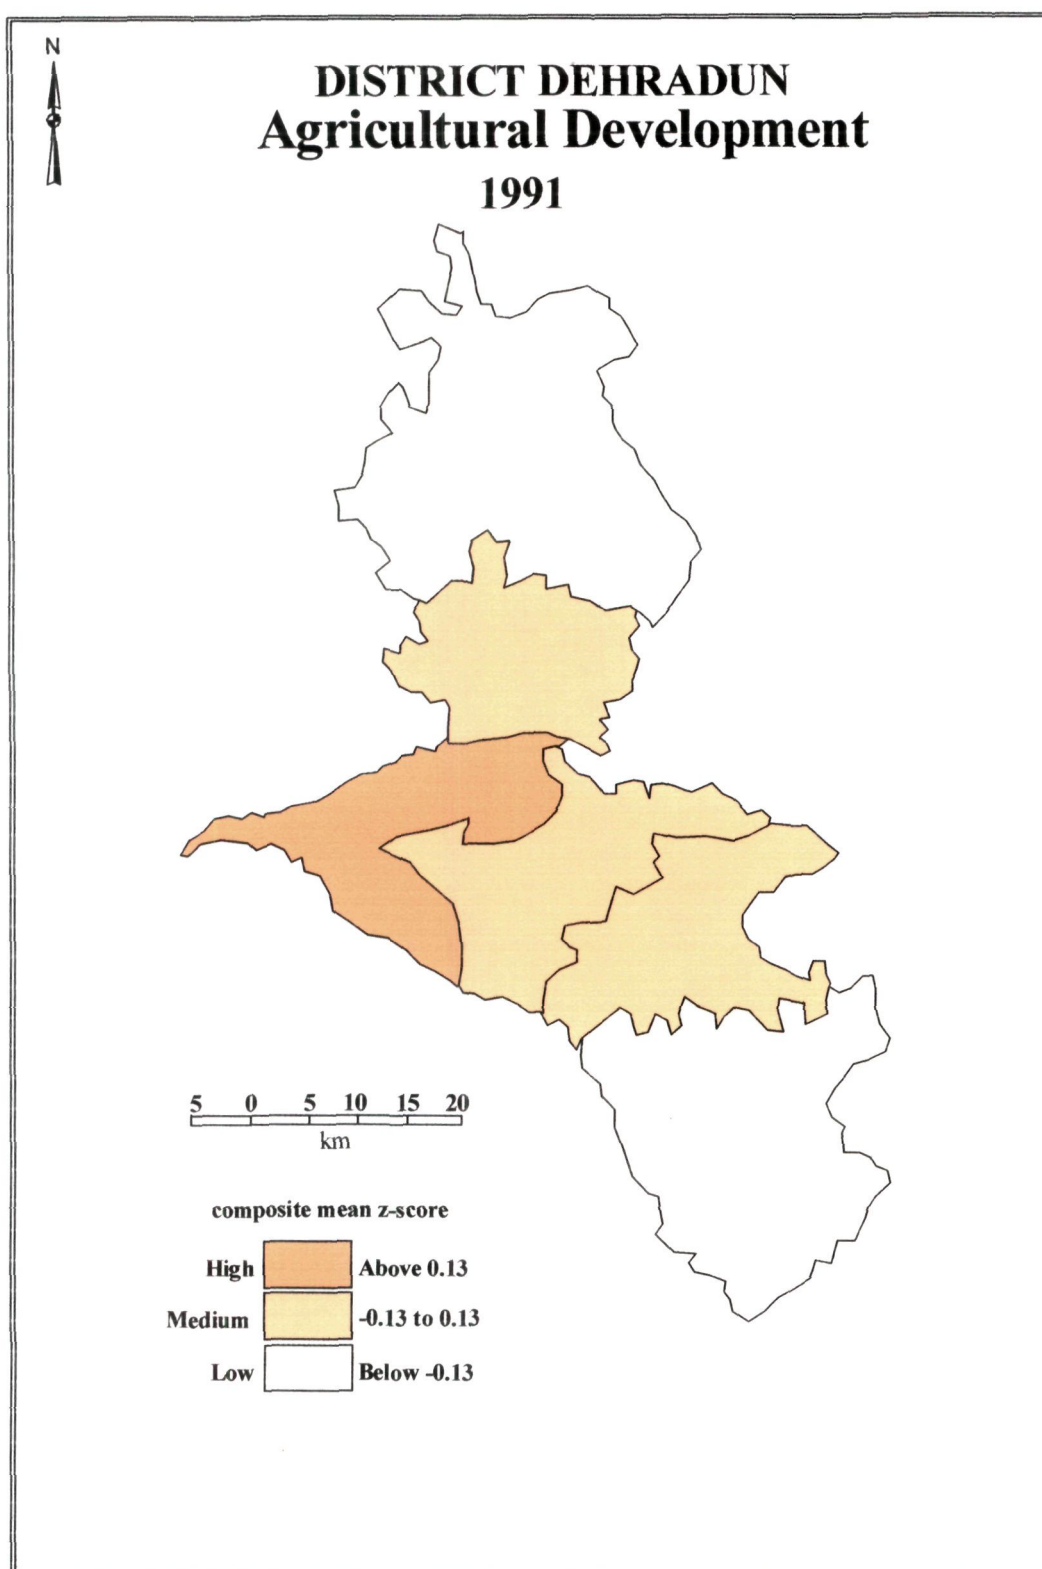 N
DISTRICT DEHRADUN
Agricultural Development
1991
5 0 5 10 15 20
km
composite mean z-score
High Above 0.13
Medium -0.13 to 0.13
Low Below -0.13